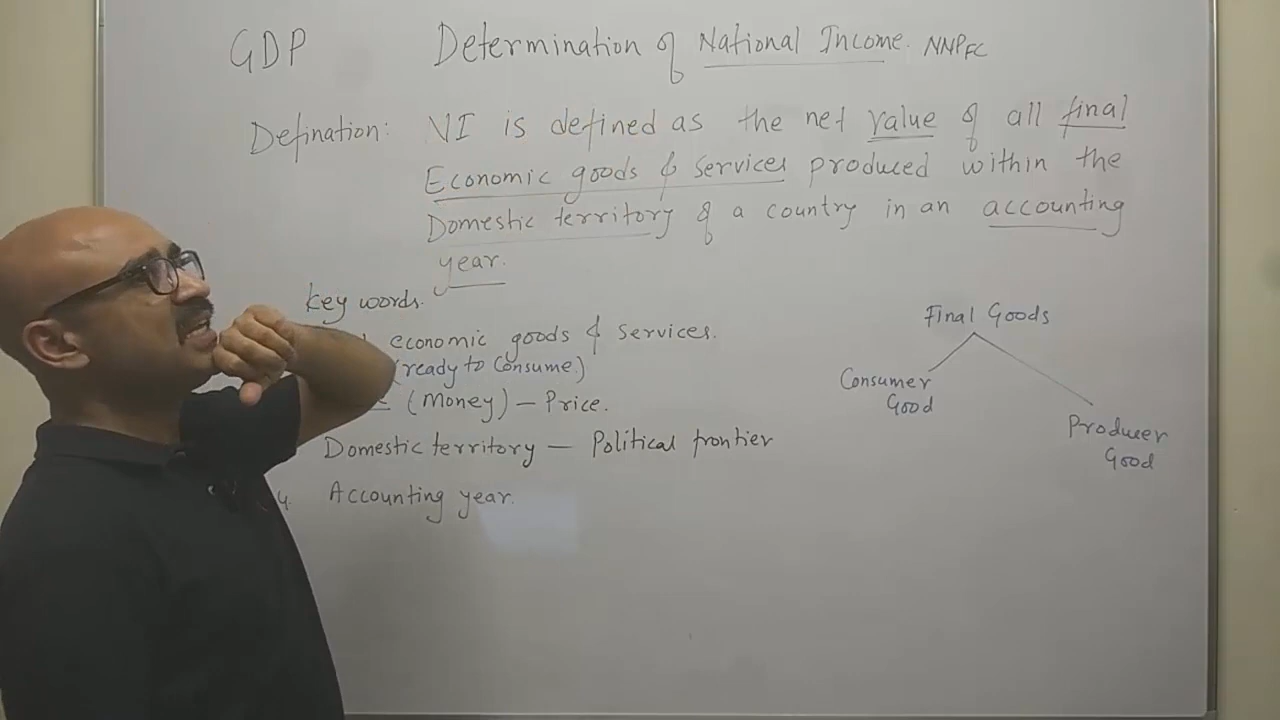 GDP Determination of National Income. NNPFC
Defination: NI is defined as the net value of all final
Economic goods & services produced within the
Domestic territory of a country in an accounting
year.
Key words.
economic goods & services.
(ready to Consume.)
(Money) – Price.
Domestic territory – Political frontier
4. Accounting year.
Final Goods
Consumer
Good
Producer
Good